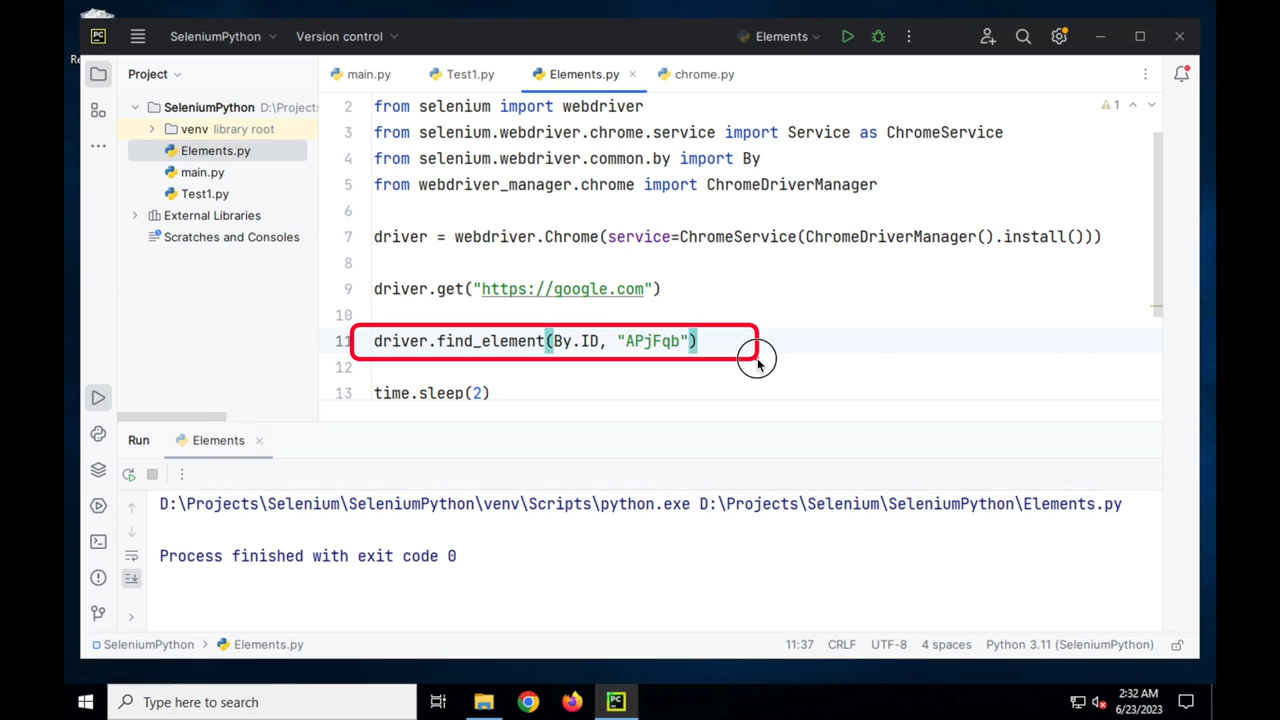 PC SeleniumPython Version control Elements
Re
Project
main.py Test1.py Elements.py chrome.py
SeleniumPython D:\Projects
venv library root
Elements.py
main.py
Test1.py
External Libraries
Scratches and Consoles
1
2 from selenium import webdriver
3 from selenium.webdriver.chrome.service import Service as ChromeService
4 from selenium.webdriver.common.by import By
5 from webdriver_manager.chrome import ChromeDriverManager
6
7 driver = webdriver.Chrome(service=ChromeService(ChromeDriverManager().install()))
8
9 driver.get("https://google.com")
10
11 driver.find_element(By.ID, "APjFqb")
12
13 time.sleep(2)
Run Elements
D:\Projects\Selenium\SeleniumPython\venv\Scripts\python.exe D:\Projects\Selenium\SeleniumPython\Elements.py
Process finished with exit code 0
SeleniumPython > Elements.py 11:37 CRLF UTF-8 4 spaces Python 3.11 (SeleniumPython)
Type here to search PC
2:32 AM
6/23/2023